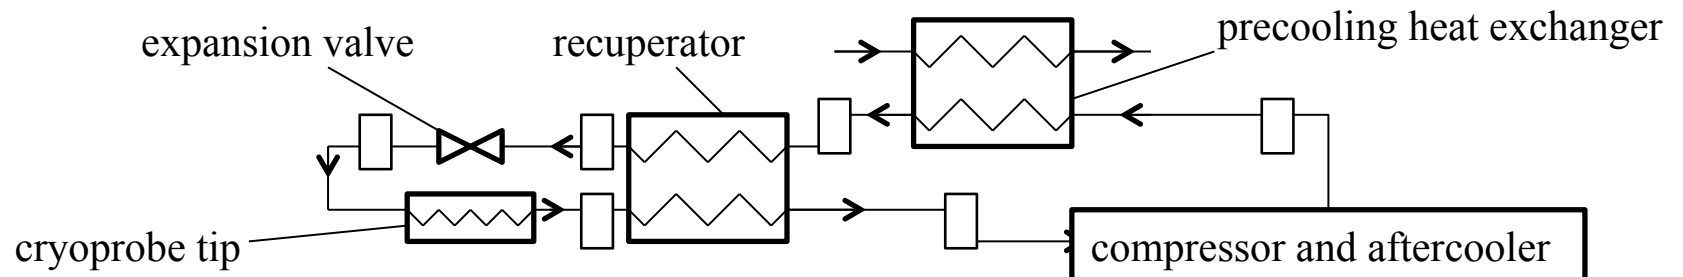 expansion valve
recuperator
precooling heat exchanger
cryoprobe tip
compressor and aftercooler